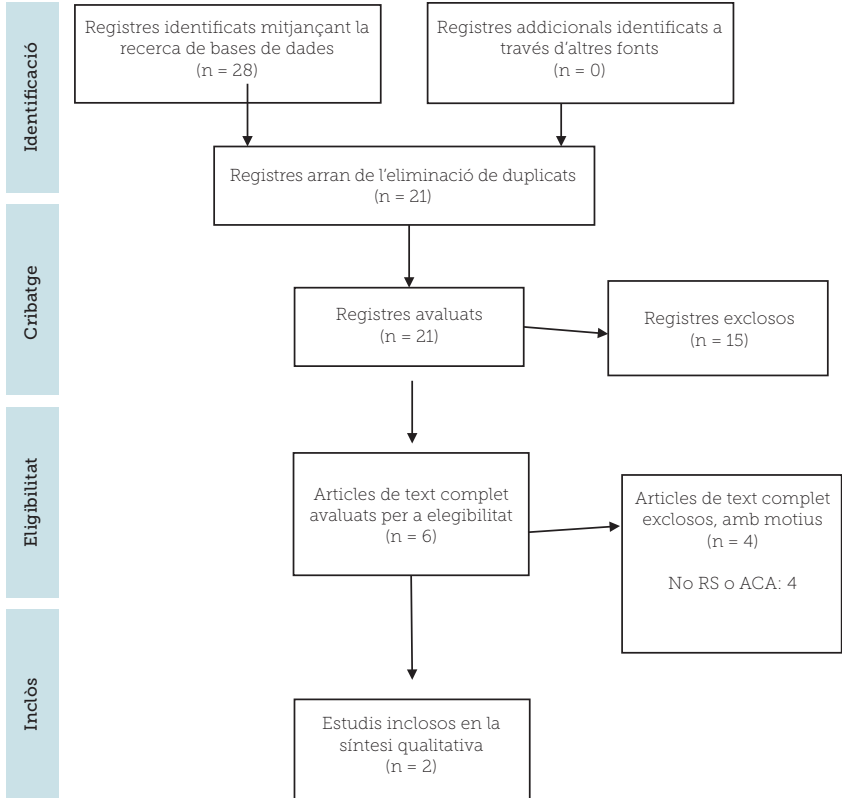 Identificació
Registres identificats mitjançant la
recerca de bases de dades
(n = 28)
Registres addicionals identificats a
través d'altres fonts
(n = 0)
Registres arran de l'eliminació de duplicats
(n = 21)
Cribatge
Registres avaluats
(n = 21)
Registres exclosos
(n = 15)
Eligibilitat
Articles de text complet
avaluats per a elegibilitat
(n = 6)
Articles de text complet
exclosos, amb motius
(n = 4)
No RS o ACA: 4
Inclòs
Estudis inclosos en la
síntesi qualitativa
(n = 2)